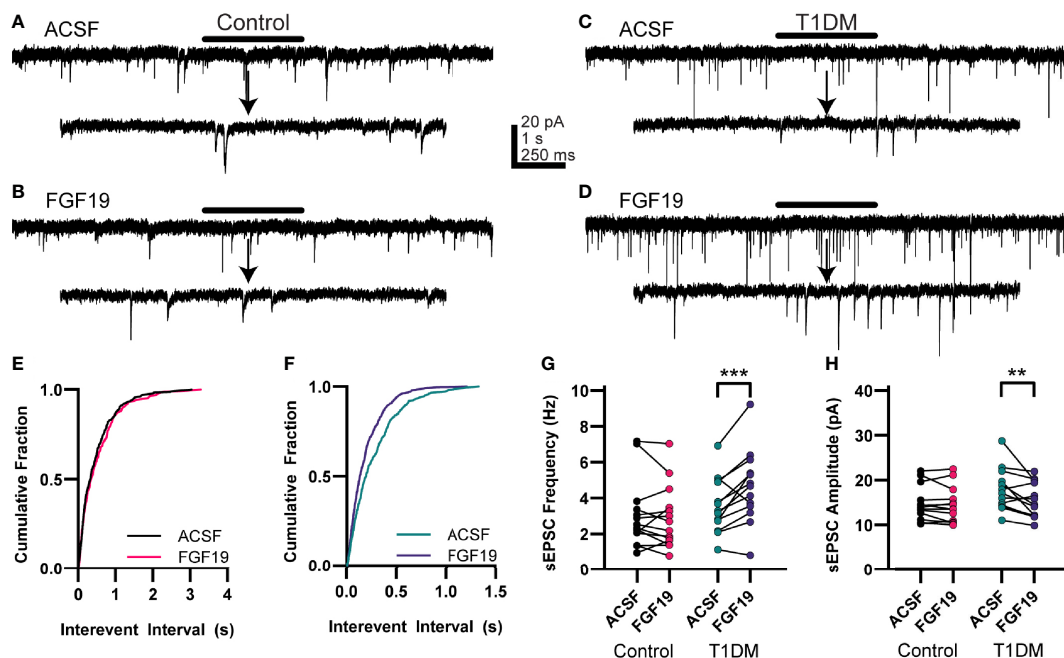 A
ACSF
Control
C
ACSF
T1DM
20 pA
1 s
250 ms
B
FGF19
D
FGF19
E
Cumulative Fraction
1.0
0.5
0.0
0
1
2
3
4
ACSF
FGF19
Interevent Interval (s)
F
Cumulative Fraction
1.0
0.5
0.0
0.0
0.5
1.0
1.5
ACSF
FGF19
Interevent Interval (s)
G
sEPSC Frequency (Hz)
10
8
6
4
2
0
***
ACSF
FGF19
ACSF
FGF19
Control
T1DM
H
sEPSC Amplitude (pA)
40
30
20
10
0
**
ACSF
FGF19
ACSF
FGF19
Control
T1DM